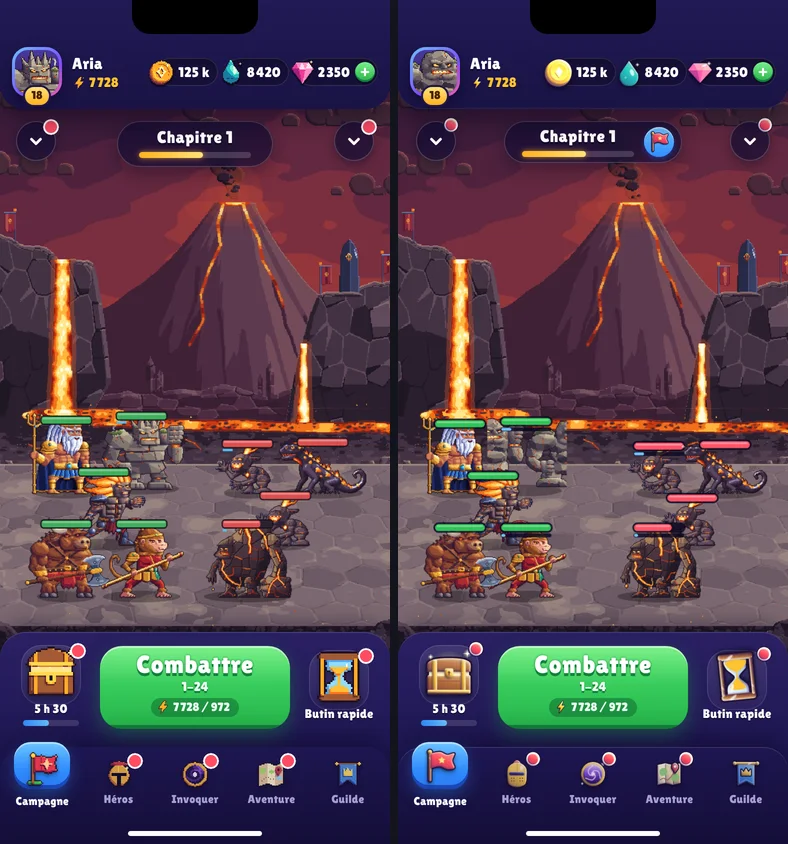 Aria
7728
18
125 k
8420
2350
Chapitre 1
Combattre
1-24
7728 / 972
5 h 30
Butin rapide
Campagne
Héros
Invoquer
Aventure
Guilde
Aria
7728
18
125 k
8420
2350
Chapitre 1
Combattre
1-24
7728 / 972
5 h 30
Butin rapide
Campagne
Héros
Invoquer
Aventure
Guilde